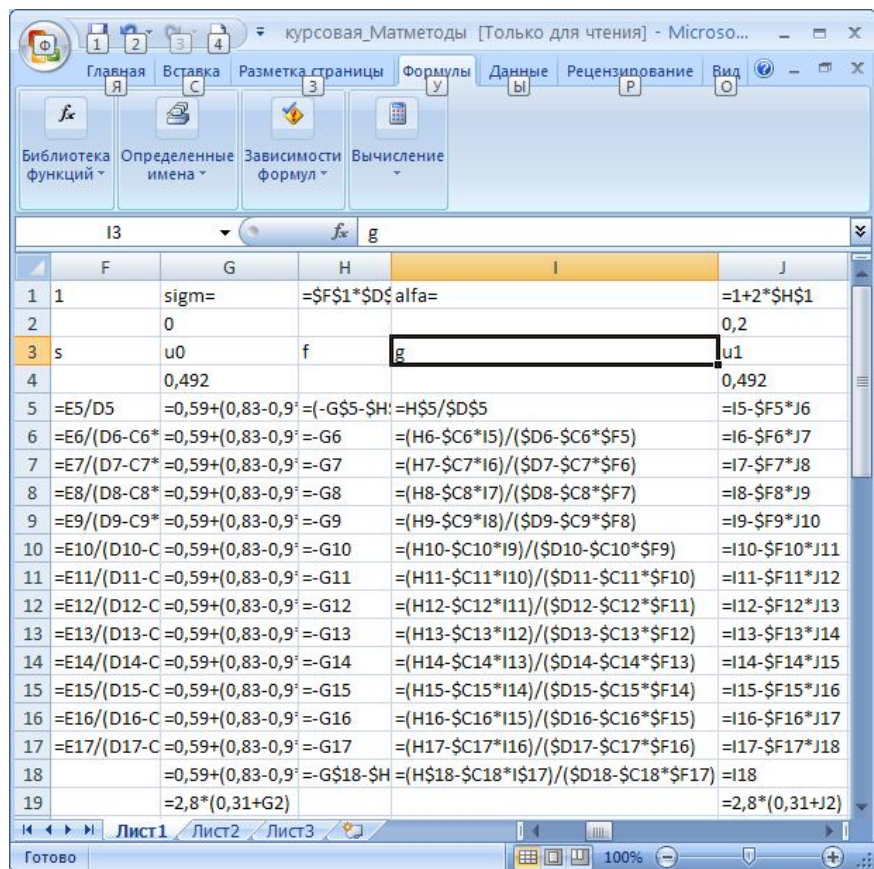 курсовая_Матметоды [Только для чтения] - Microso...
Ф 1 2 3 4
Главная Вставка Разметка страницы Формулы Данные Рецензирование Вид
Я С З У Ы Р О
Библиотека функций
Определенные имена
Зависимости формул
Вычисление
I3 fx g
F G H I J
1 1 sigm= =$F$1*$D$ alfa= =1+2*$H$1
2 0 0,2
3 s u0 f g u1
4 0,492 0,492
5 =E5/D5 =0,59+(0,83-0,9 =(-G$5-$H =H$5/$D$5 =I5-$F5*J6
6 =E6/(D6-C6* =0,59+(0,83-0,9 =-G6 =(H6-$C6*I5)/($D6-$C6*$F5) =I6-$F6*J7
7 =E7/(D7-C7* =0,59+(0,83-0,9 =-G7 =(H7-$C7*I6)/($D7-$C7*$F6) =I7-$F7*J8
8 =E8/(D8-C8* =0,59+(0,83-0,9 =-G8 =(H8-$C8*I7)/($D8-$C8*$F7) =I8-$F8*J9
9 =E9/(D9-C9* =0,59+(0,83-0,9 =-G9 =(H9-$C9*I8)/($D9-$C9*$F8) =I9-$F9*J10
10 =E10/(D10-C =0,59+(0,83-0,9 =-G10 =(H10-$C10*I9)/($D10-$C10*$F9) =I10-$F10*J11
11 =E11/(D11-C =0,59+(0,83-0,9 =-G11 =(H11-$C11*I10)/($D11-$C11*$F10) =I11-$F11*J12
12 =E12/(D12-C =0,59+(0,83-0,9 =-G12 =(H12-$C12*I11)/($D12-$C12*$F11) =I12-$F12*J13
13 =E13/(D13-C =0,59+(0,83-0,9 =-G13 =(H13-$C13*I12)/($D13-$C13*$F12) =I13-$F13*J14
14 =E14/(D14-C =0,59+(0,83-0,9 =-G14 =(H14-$C14*I13)/($D14-$C14*$F13) =I14-$F14*J15
15 =E15/(D15-C =0,59+(0,83-0,9 =-G15 =(H15-$C15*I14)/($D15-$C15*$F14) =I15-$F15*J16
16 =E16/(D16-C =0,59+(0,83-0,9 =-G16 =(H16-$C16*I15)/($D16-$C16*$F15) =I16-$F16*J17
17 =E17/(D17-C =0,59+(0,83-0,9 =-G17 =(H17-$C17*I16)/($D17-$C17*$F16) =I17-$F17*J18
18 =0,59+(0,83-0,9 =-G$18-$H =(H$18-$C18*I$17)/($D18-$C18*$F17) =I18
19 =2,8*(0,31+G2) =2,8*(0,31+J2)
Лист1 Лист2 Лист3
Готово 100%